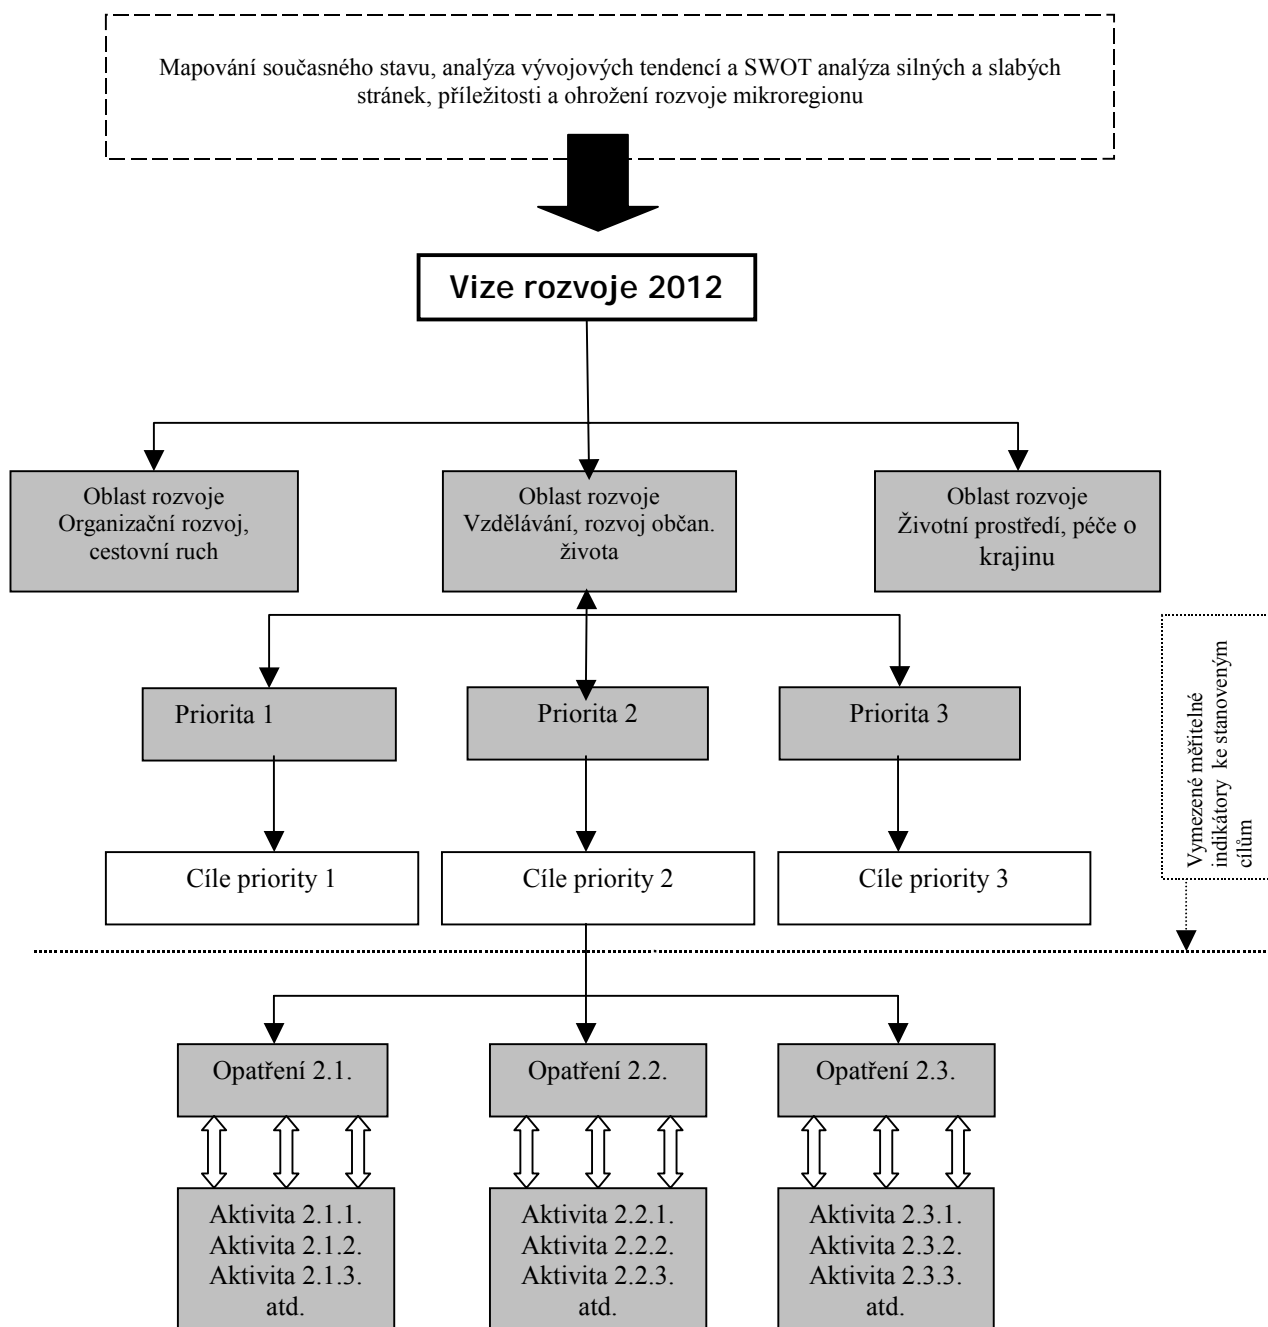 Mapování současného stavu, analýza vývojových tendencí a SWOT analýza silných a slabých
stránek, příležitosti a ohrožení rozvoje mikroregionu
Vize rozvoje 2012
Oblast rozvoje
Organizační rozvoj,
cestovní ruch
Oblast rozvoje
Vzdělávání, rozvoj občan.
života
Oblast rozvoje
Životní prostředí, péče o
krajinu
Priorita 1
Priorita 2
Priorita 3
Vymezené měřitelné
indikátory ke stanoveným
cílům
Cíle priority 1
Cíle priority 2
Cíle priority 3
Opatření 2.1.
Opatření 2.2.
Opatření 2.3.
Aktivita 2.1.1.
Aktivita 2.1.2.
Aktivita 2.1.3.
atd.
Aktivita 2.2.1.
Aktivita 2.2.2.
Aktivita 2.2.3.
atd.
Aktivita 2.3.1.
Aktivita 2.3.2.
Aktivita 2.3.3.
atd.